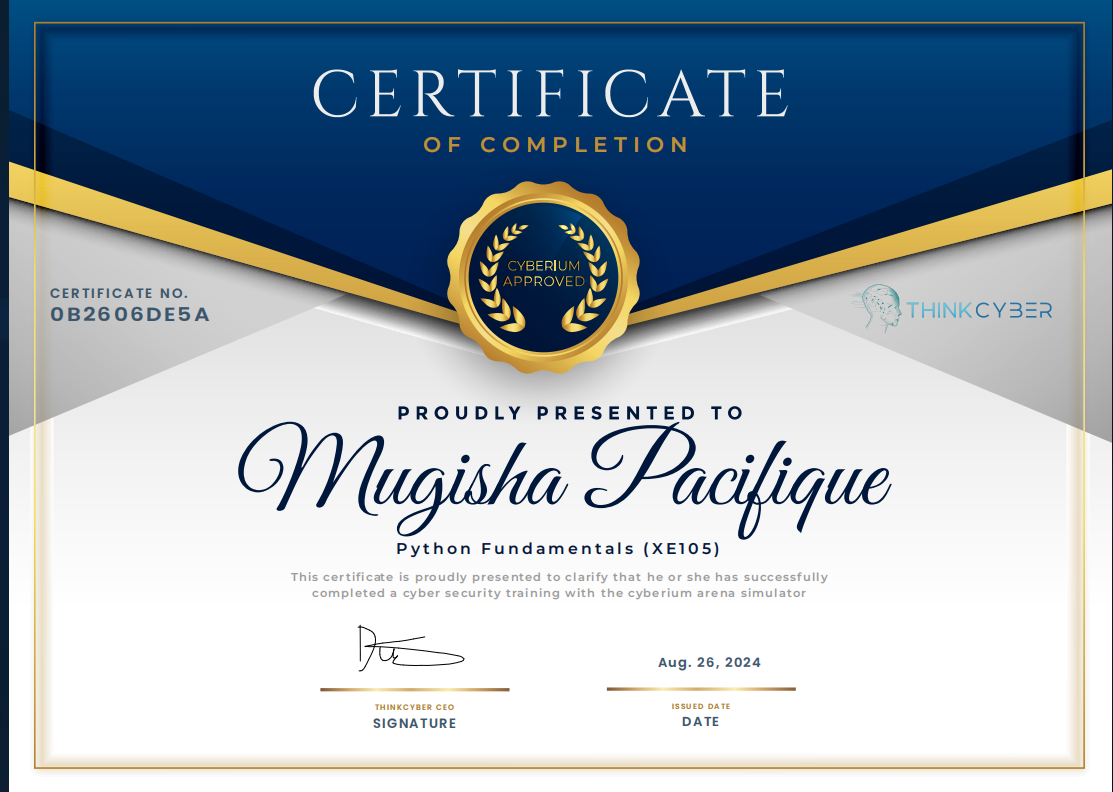 CERTIFICATE
OF COMPLETION
CYBERIUM
APPROVED
CERTIFICATE NO.
0B2606DE5A
THINKCYBER
PROUDLY PRESENTED TO
Mugisha Pacifique
Python Fundamentals (XE105)
This certificate is proudly presented to clarify that he or she has successfully
completed a cyber security training with the cyberium arena simulator
Aug. 26, 2024
THINKCYBER CEO
SIGNATURE
ISSUED DATE
DATE